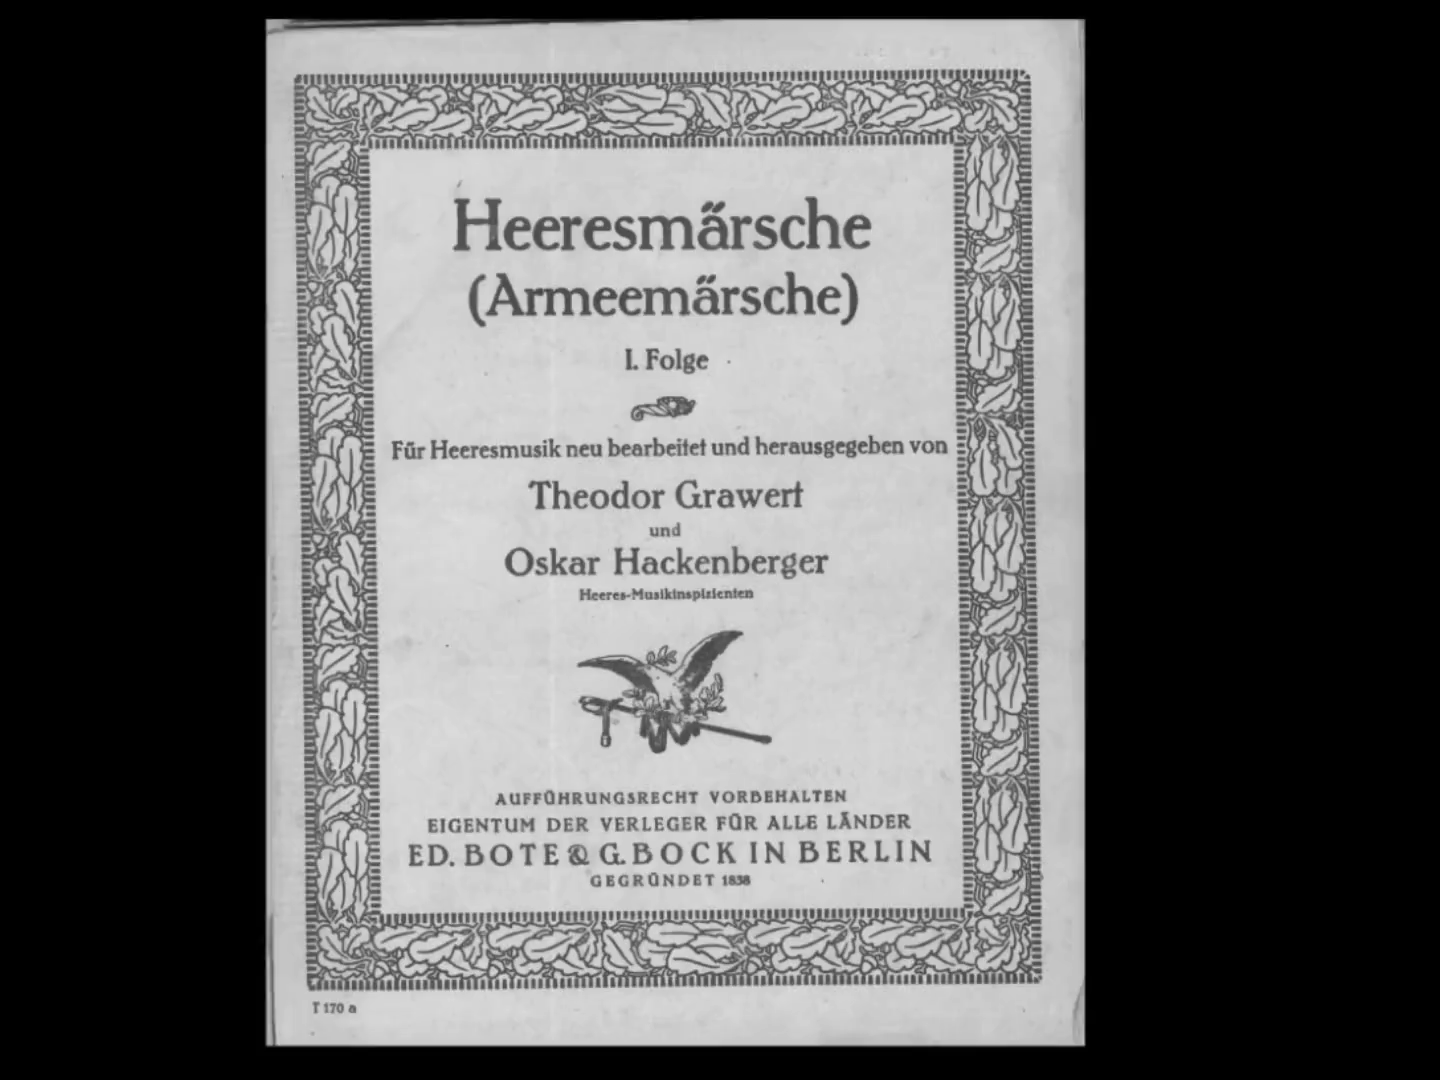 Heeresmärsche
(Armeemärsche)
I. Folge
Für Heeresmusik neu bearbeitet und herausgegeben von
Theodor Grawert
und
Oskar Hackenberger
Heeres-Musikinspizienten
AUFFÜHRUNGSRECHT VORBEHALTEN
EIGENTUM DER VERLEGER FÜR ALLE LÄNDER
ED. BOTE & G. BOCK IN BERLIN
GEGRÜNDET 1838
T 170 a